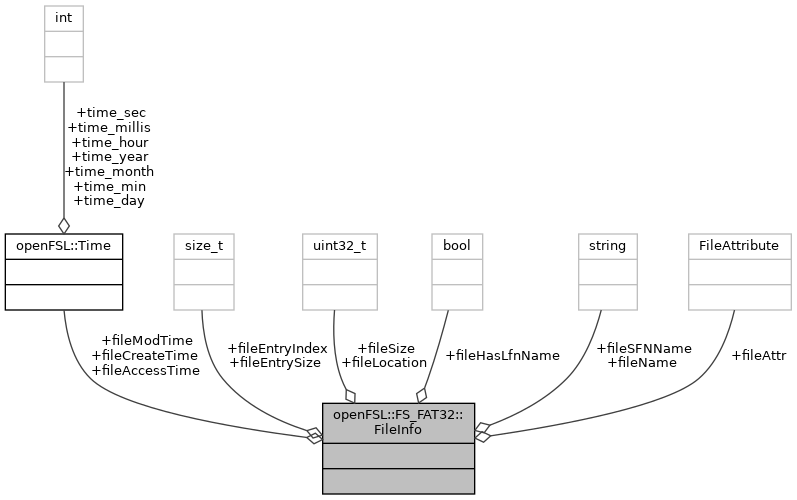 int
+time_sec
+time_millis
+time_hour
+time_year
+time_month
+time_min
+time_day
openFSL::Time
size_t
uint32_t
bool
string
FileAttribute
+fileModTime
+fileCreateTime
+fileAccessTime
+fileEntryIndex
+fileEntrySize
+fileSize
+fileLocation
+fileHasLfnName
+fileSFNName
+fileName
+fileAttr
openFSL::FS_FAT32::
FileInfo